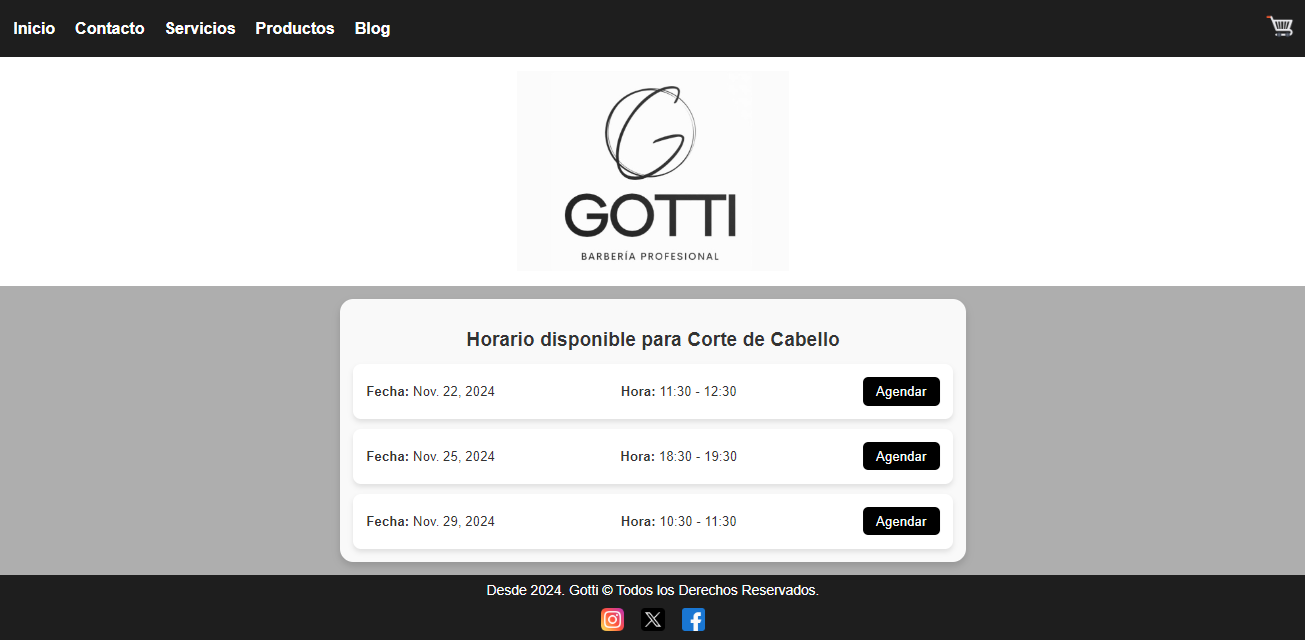 Inicio Contacto Servicios Productos Blog
GOTTI
BARBERÍA PROFESIONAL
Horario disponible para Corte de Cabello
Fecha: Nov. 22, 2024 Hora: 11:30 - 12:30 Agendar
Fecha: Nov. 25, 2024 Hora: 18:30 - 19:30 Agendar
Fecha: Nov. 29, 2024 Hora: 10:30 - 11:30 Agendar
Desde 2024. Gotti © Todos los Derechos Reservados.